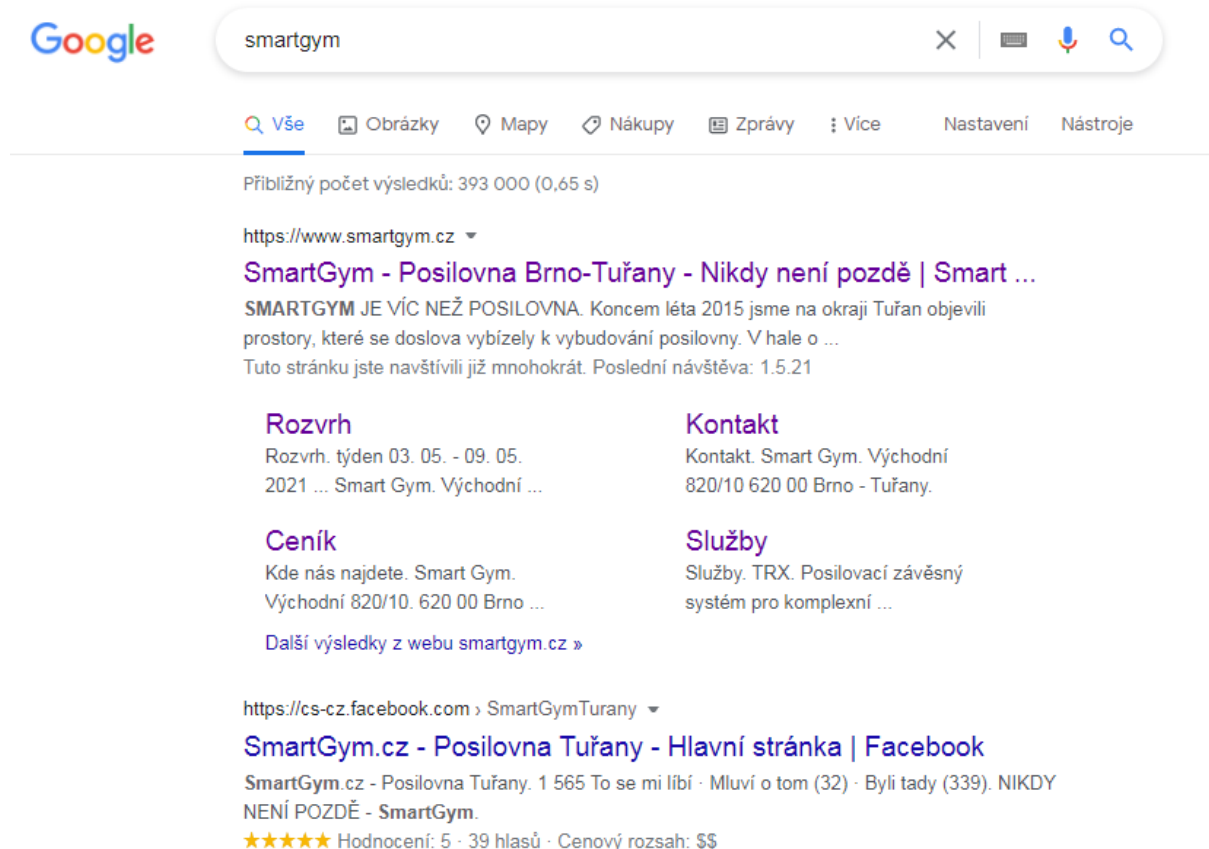 Google
smartgym
Vše Obrázky Mapy Nákupy Zprávy Více Nastavení Nástroje
Přibližný počet výsledků: 393 000 (0,65 s)
https://www.smartgym.cz
SmartGym - Posilovna Brno-Tuřany - Nikdy není pozdě | Smart ...
SMARTGYM JE VÍC NEŽ POSILOVNA. Koncem léta 2015 jsme na okraji Tuřan objevili
prostory, které se doslova vybízely k vybudování posilovny. V hale o ...
Tuto stránku jste navštívili již mnohokrát. Poslední návštěva: 1.5.21
Rozvrh
Rozvrh. týden 03. 05. - 09. 05.
2021 ... Smart Gym. Východní ...
Kontakt
Kontakt. Smart Gym. Východní
820/10 620 00 Brno - Tuřany.
Ceník
Kde nás najdete. Smart Gym.
Východní 820/10. 620 00 Brno ...
Služby
Služby. TRX. Posilovací závěsný
systém pro komplexní ...
Další výsledky z webu smartgym.cz »
https://cs-cz.facebook.com › SmartGymTurany
SmartGym.cz - Posilovna Tuřany - Hlavní stránka | Facebook
SmartGym.cz - Posilovna Tuřany. 1 565 To se mi líbí · Mluví o tom (32) · Byli tady (339). NIKDY
NENÍ POZDĚ - SmartGym.
★★★★★ Hodnocení: 5 · 39 hlasů · Cenový rozsah: $$